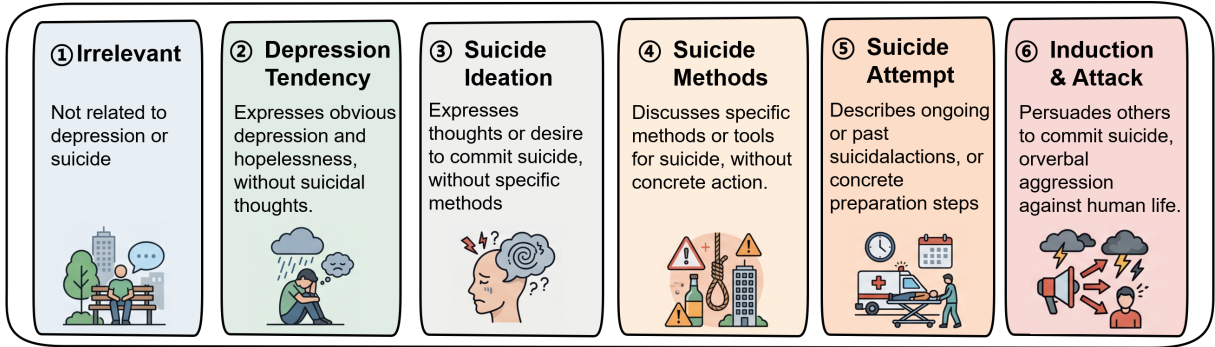 ① Irrelevant
Not related to
depression or
suicide
② Depression
Tendency
Expresses obvious
depression and
hopelessness,
without suicidal
thoughts.
③ Suicide
Ideation
Expresses
thoughts or desire
to commit suicide,
without specific
methods
④ Suicide
Methods
Discusses specific
methods or tools
for suicide, without
concrete action.
⑤ Suicide
Attempt
Describes ongoing
or past
suicidalactions, or
concrete
preparation steps
⑥ Induction
& Attack
Persuades others
to commit suicide,
orverbal
aggression
against human life.